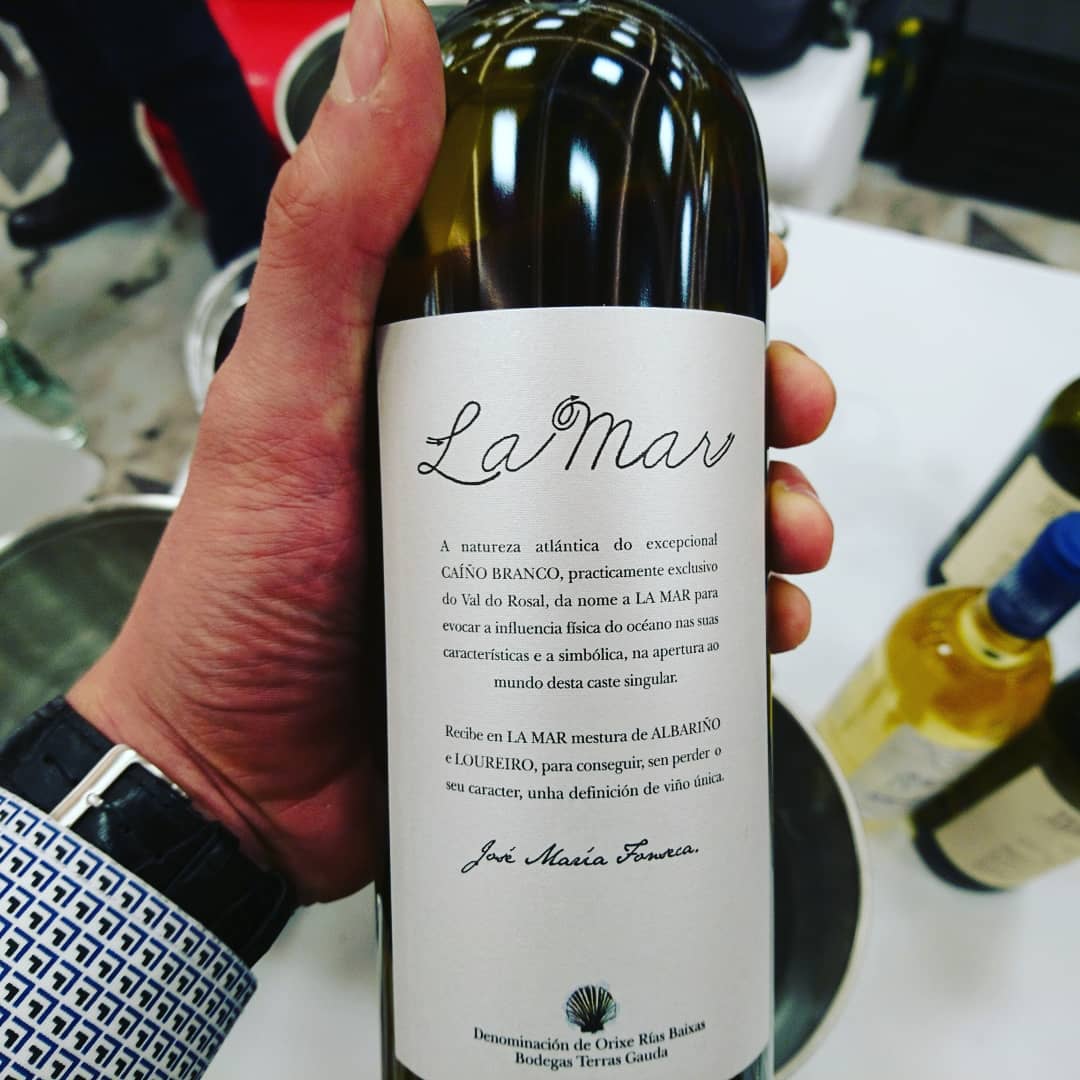 La Mar
A natureza atlántica do excepcional
CAÍÑO BRANCO, practicamente exclusivo
do Val do Rosal, da nome a LA MAR para
evocar a influencia física do océano nas suas
características e a simbólica, na apertura ao
mundo desta caste singular.
Recibe en LA MAR mestura de ALBARIÑO
e LOUREIRO, para conseguir, sen perder o
seu caracter, unha definición de viño única.
José María Fonseca.
Denominación de Orixe Rías Baixas
Bodegas Terras Gauda